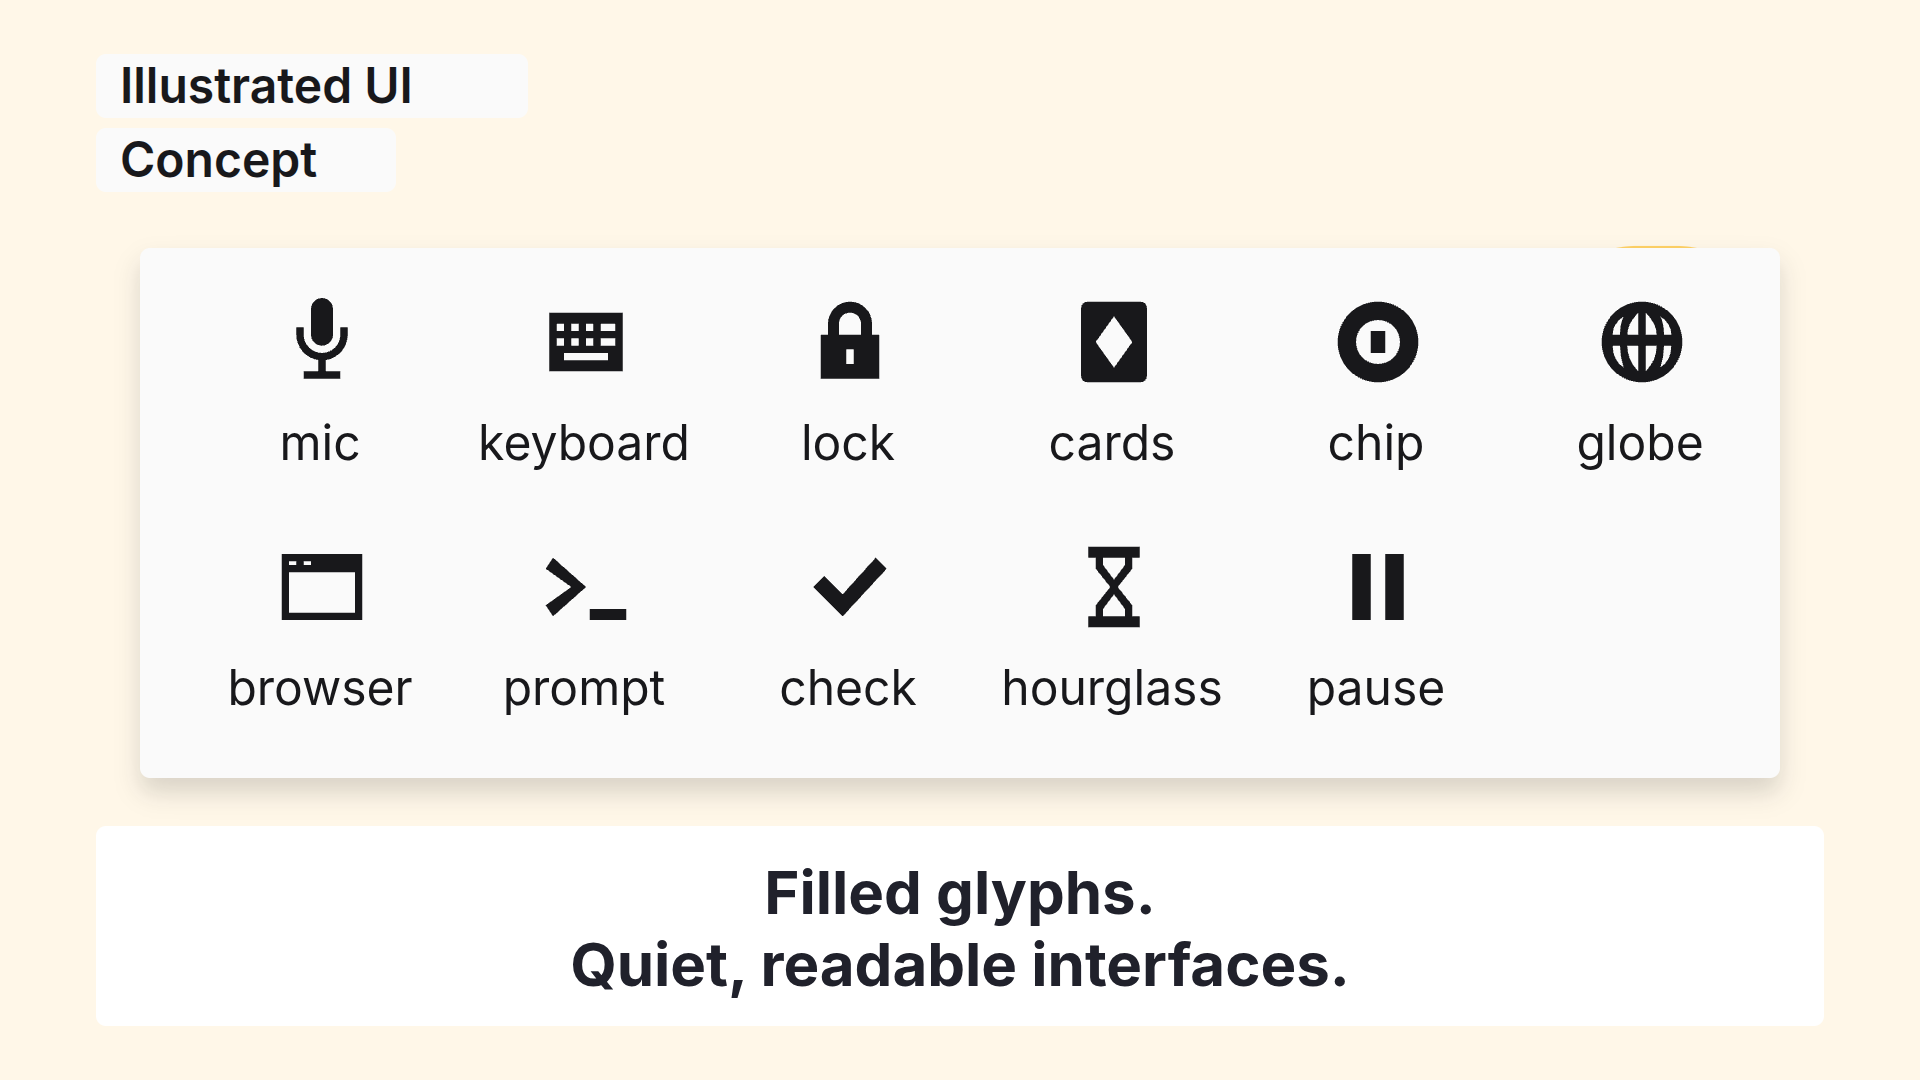 Illustrated UI
Concept
mic keyboard lock cards chip globe
browser prompt check hourglass pause
Filled glyphs.
Quiet, readable interfaces.